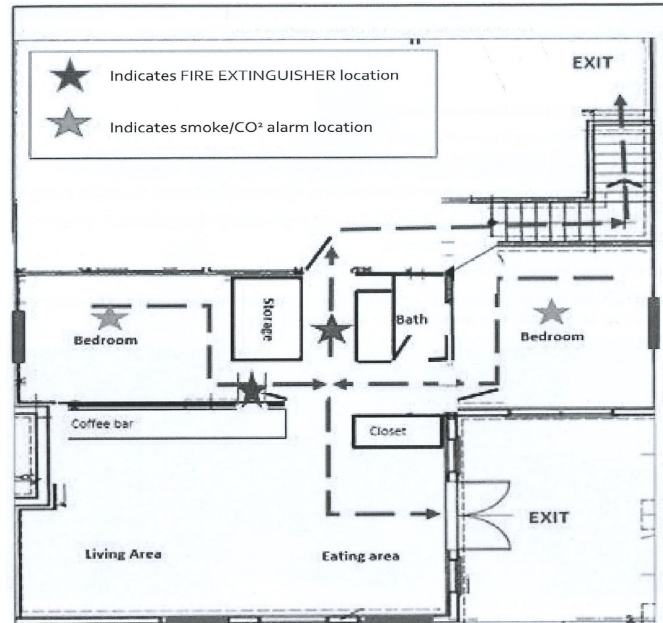 Indicates FIRE EXTINGUISHER location
EXIT
Indicates smoke/CO² alarm location
Storage
Bath
Bedroom
Bedroom
Coffee bar
Closet
EXIT
Living Area
Eating area